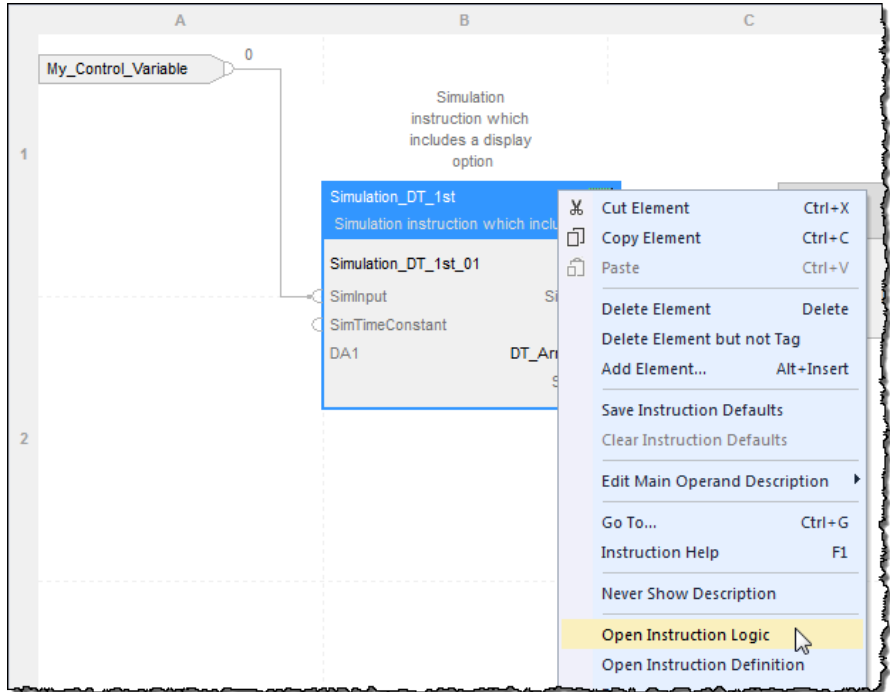 A B C
My_Control_Variable
0
Simulation
instruction which
includes a display
option
1
Simulation_DT_1st
Simulation instruction which inclu
Simulation_DT_1st_01
SimInput Si
SimTimeConstant
DA1 DT_Arr
S
2
Cut Element Ctrl+X
Copy Element Ctrl+C
Paste Ctrl+V
Delete Element Delete
Delete Element but not Tag
Add Element... Alt+Insert
Save Instruction Defaults
Clear Instruction Defaults
Edit Main Operand Description
Go To... Ctrl+G
Instruction Help F1
Never Show Description
Open Instruction Logic
Open Instruction Definition